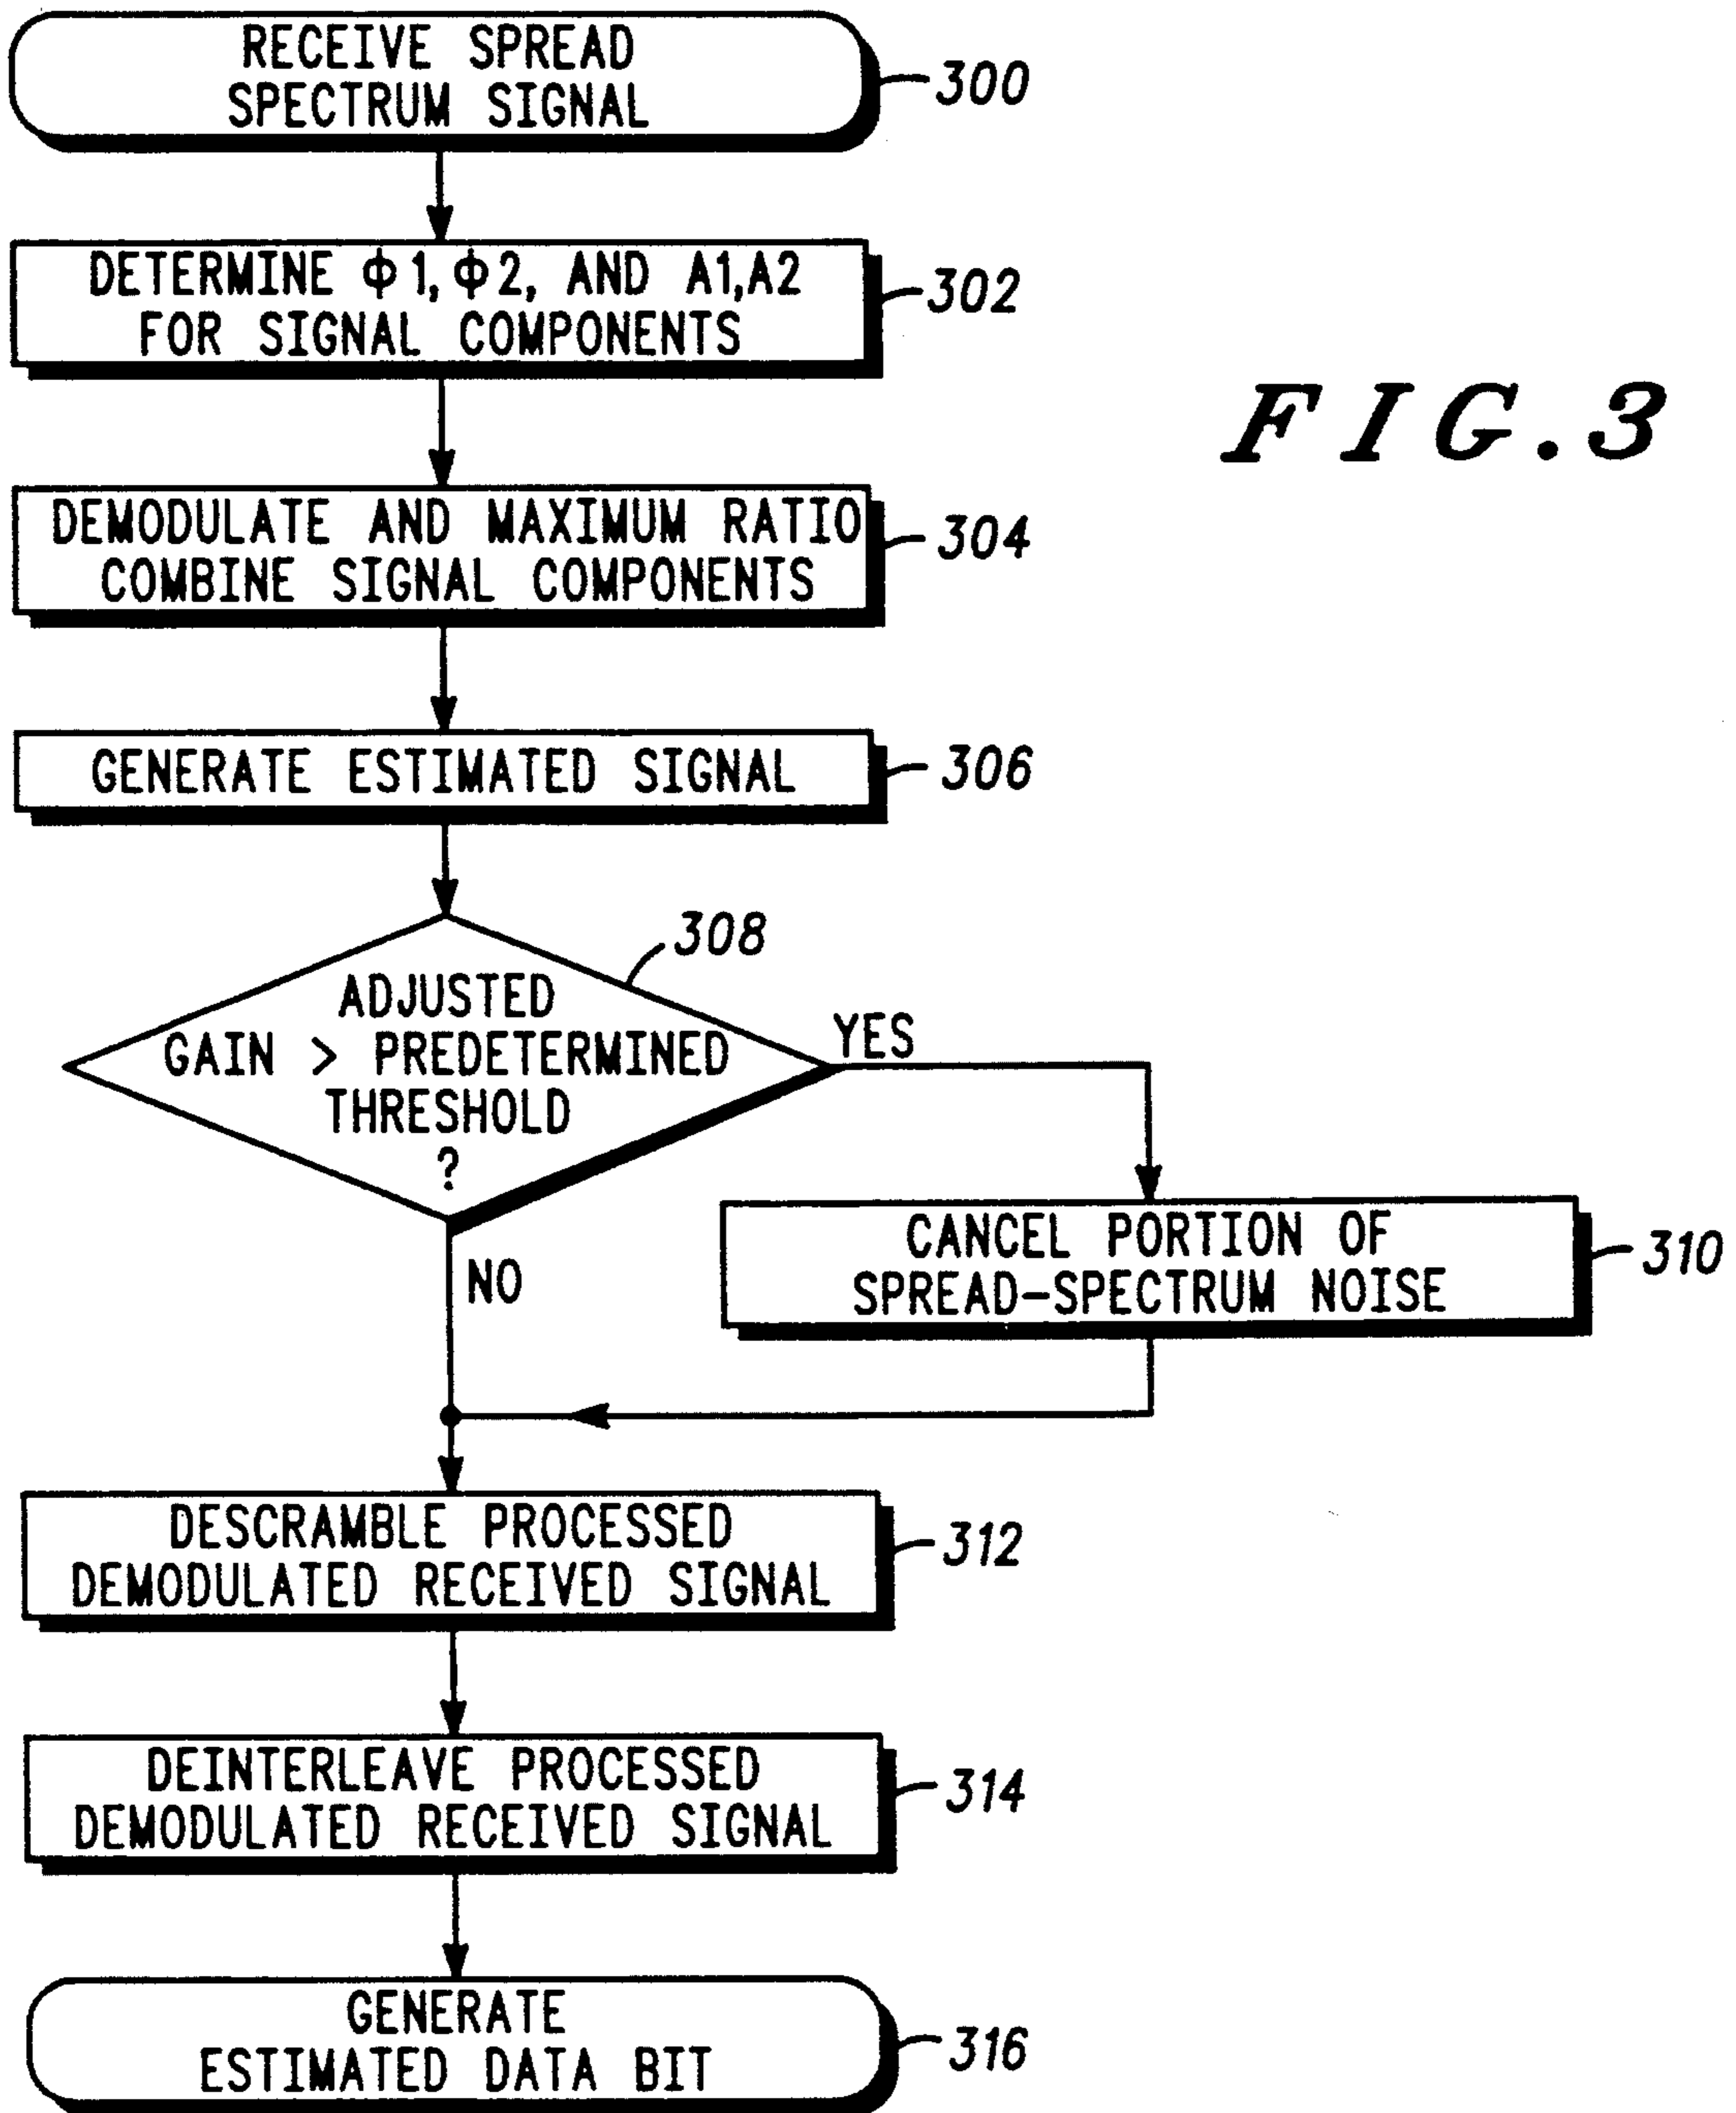 RECEIVE SPREAD
SPECTRUM SIGNAL
300
DETERMINE Φ1, Φ2, AND A1,A2
FOR SIGNAL COMPONENTS
302
FIG.3
DEMODULATE AND MAXIMUM RATIO
COMBINE SIGNAL COMPONENTS
304
GENERATE ESTIMATED SIGNAL
306
308
ADJUSTED
GAIN > PREDETERMINED
THRESHOLD
?
YES
NO
CANCEL PORTION OF
SPREAD-SPECTRUM NOISE
310
DESCRAMBLE PROCESSED
DEMODULATED RECEIVED SIGNAL
312
DEINTERLEAVE PROCESSED
DEMODULATED RECEIVED SIGNAL
314
GENERATE
ESTIMATED DATA BIT
316